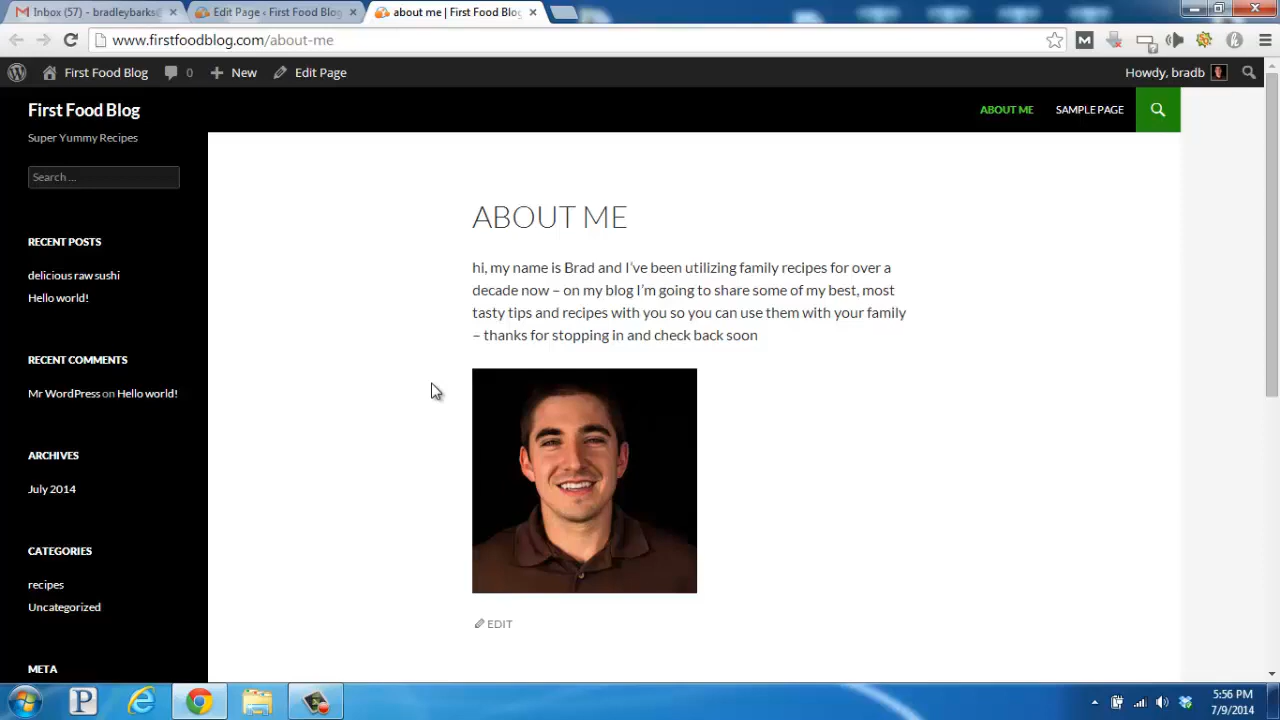 Inbox (57) - bradleybarks@
Edit Page ‹ First Food Blog
about me | First Food Blog
www.firstfoodblog.com/about-me
First Food Blog
0
New
Edit Page
Howdy, bradb
First Food Blog
ABOUT ME
SAMPLE PAGE
Super Yummy Recipes
Search ...
RECENT POSTS
delicious raw sushi
Hello world!
RECENT COMMENTS
Mr WordPress on Hello world!
ARCHIVES
July 2014
CATEGORIES
recipes
Uncategorized
META
ABOUT ME
hi, my name is Brad and I've been utilizing family recipes for over a
decade now – on my blog I'm going to share some of my best, most
tasty tips and recipes with you so you can use them with your family
– thanks for stopping in and check back soon
EDIT
5:56 PM
7/9/2014